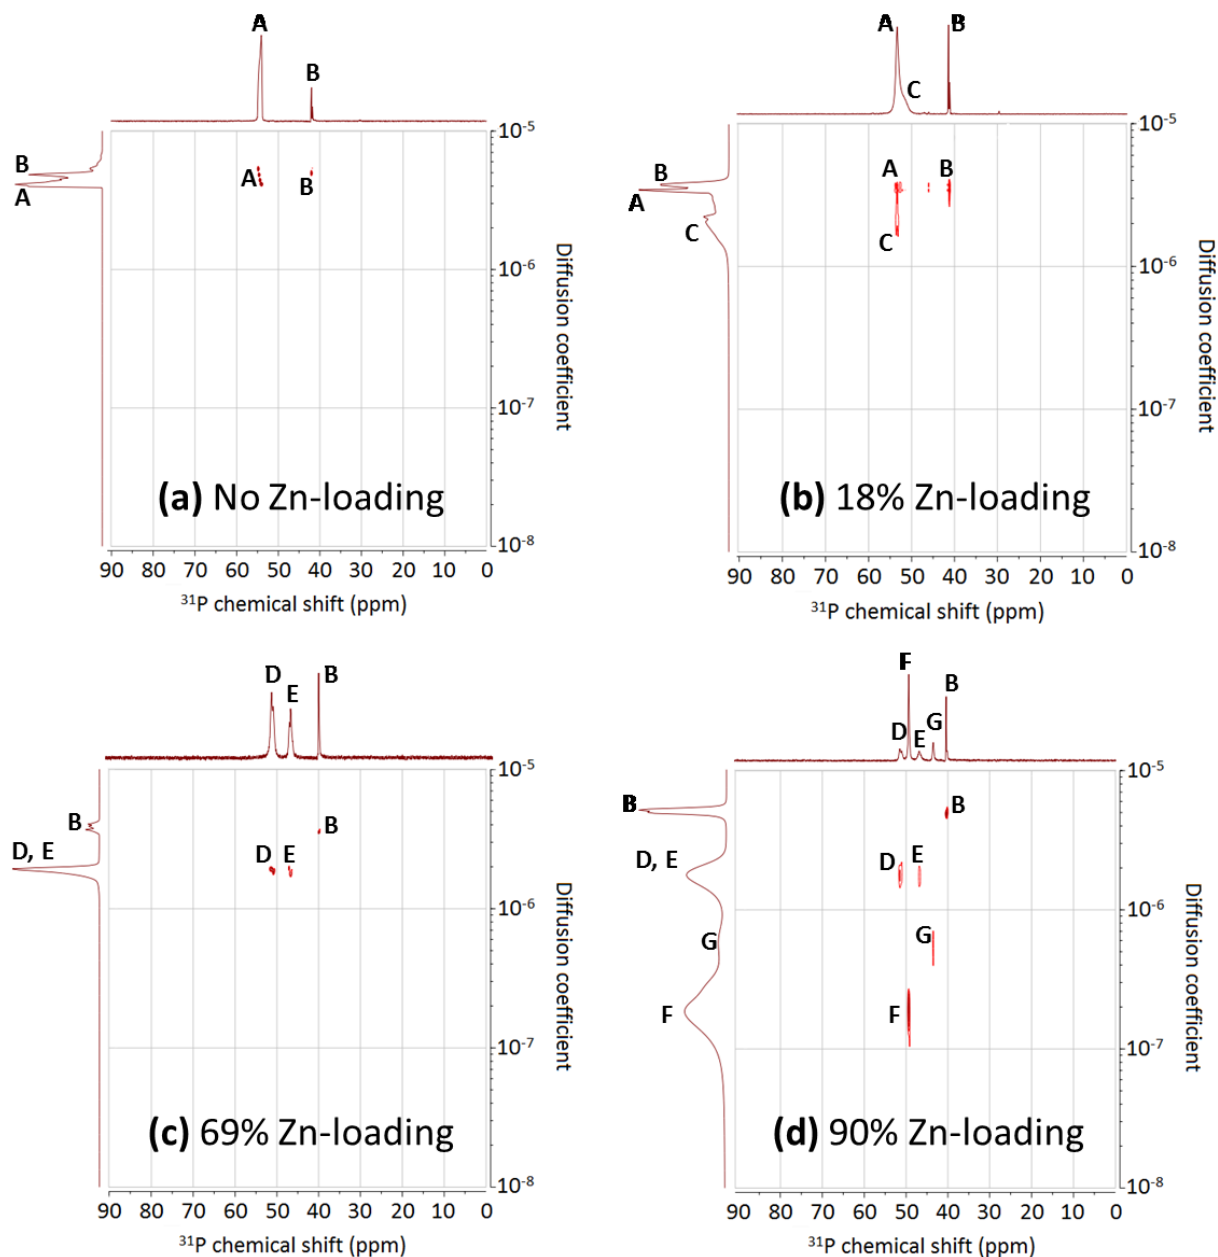 A
B
B
A
A
B
10⁻⁵
10⁻⁶
10⁻⁷
10⁻⁸
Diffusion coefficient
(a) No Zn-loading
90 80 70 60 50 40 30 20 10 0
³¹P chemical shift (ppm)
A
B
C
B
A
C
A
B
C
10⁻⁵
10⁻⁶
10⁻⁷
10⁻⁸
Diffusion coefficient
(b) 18% Zn-loading
90 80 70 60 50 40 30 20 10 0
³¹P chemical shift (ppm)
D
E
B
B
D, E
B
D
E
10⁻⁵
10⁻⁶
10⁻⁷
10⁻⁸
Diffusion coefficient
(c) 69% Zn-loading
90 80 70 60 50 40 30 20 10 0
³¹P chemical shift (ppm)
F
B
D
E
G
B
D, E
G
F
B
D
E
G
F
10⁻⁵
10⁻⁶
10⁻⁷
10⁻⁸
Diffusion coefficient
(d) 90% Zn-loading
90 80 70 60 50 40 30 20 10 0
³¹P chemical shift (ppm)